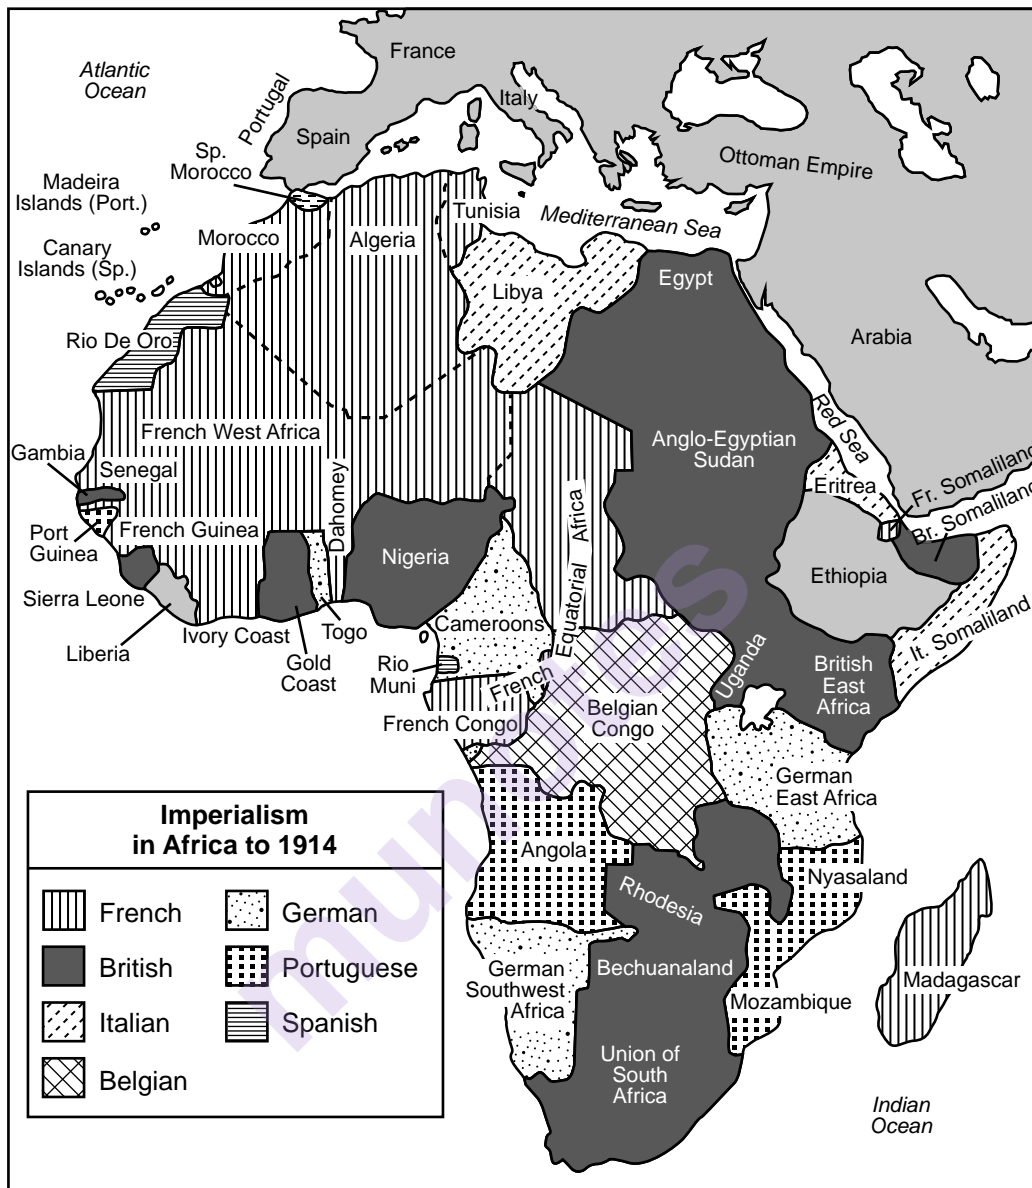 Atlantic
Ocean
Portugal
France
Spain
Italy
Ottoman Empire
Sp.
Morocco
Madeira
Islands (Port.)
Canary
Islands (Sp.)
Morocco
Algeria
Tunisia
Mediterranean Sea
Libya
Egypt
Arabia
Rio De Oro
Red Sea
French West Africa
Anglo-Egyptian
Sudan
Gambia
Senegal
Eritrea
Fr. Somaliland
Br. Somaliland
Port
Guinea
French Guinea
Dahomey
Nigeria
French Equatorial Africa
Ethiopia
It. Somaliland
Sierra Leone
Liberia
Ivory Coast
Gold
Coast
Togo
Cameroons
Rio
Muni
Uganda
British
East
Africa
French Congo
Belgian
Congo
German
East Africa
Angola
Rhodesia
Nyasaland
German
Southwest
Africa
Bechuanaland
Mozambique
Madagascar
Union of
South
Africa
Indian
Ocean
Imperialism
in Africa to 1914
French
German
British
Portuguese
Italian
Spanish
Belgian